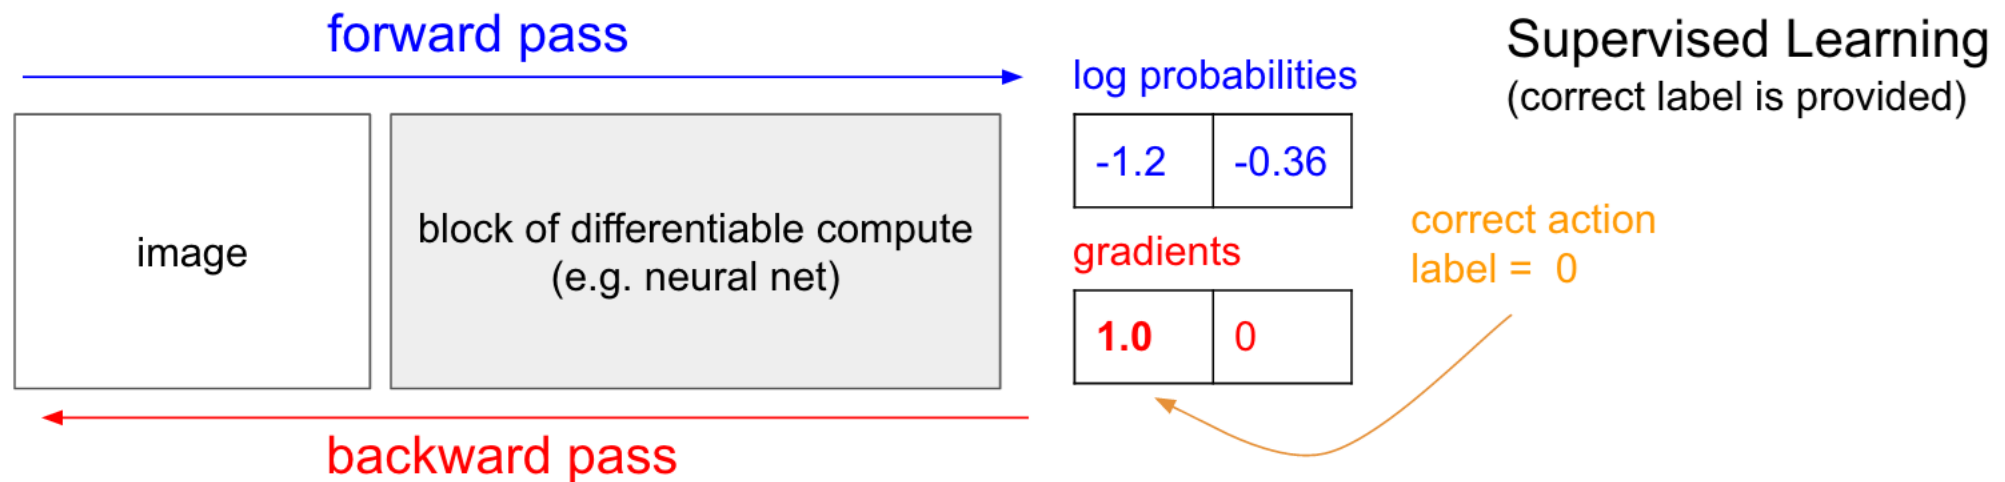 forward pass
Supervised Learning
(correct label is provided)
log probabilities
-1.2 -0.36
image
block of differentiable compute
(e.g. neural net)
gradients
1.0 0
correct action
label = 0
backward pass